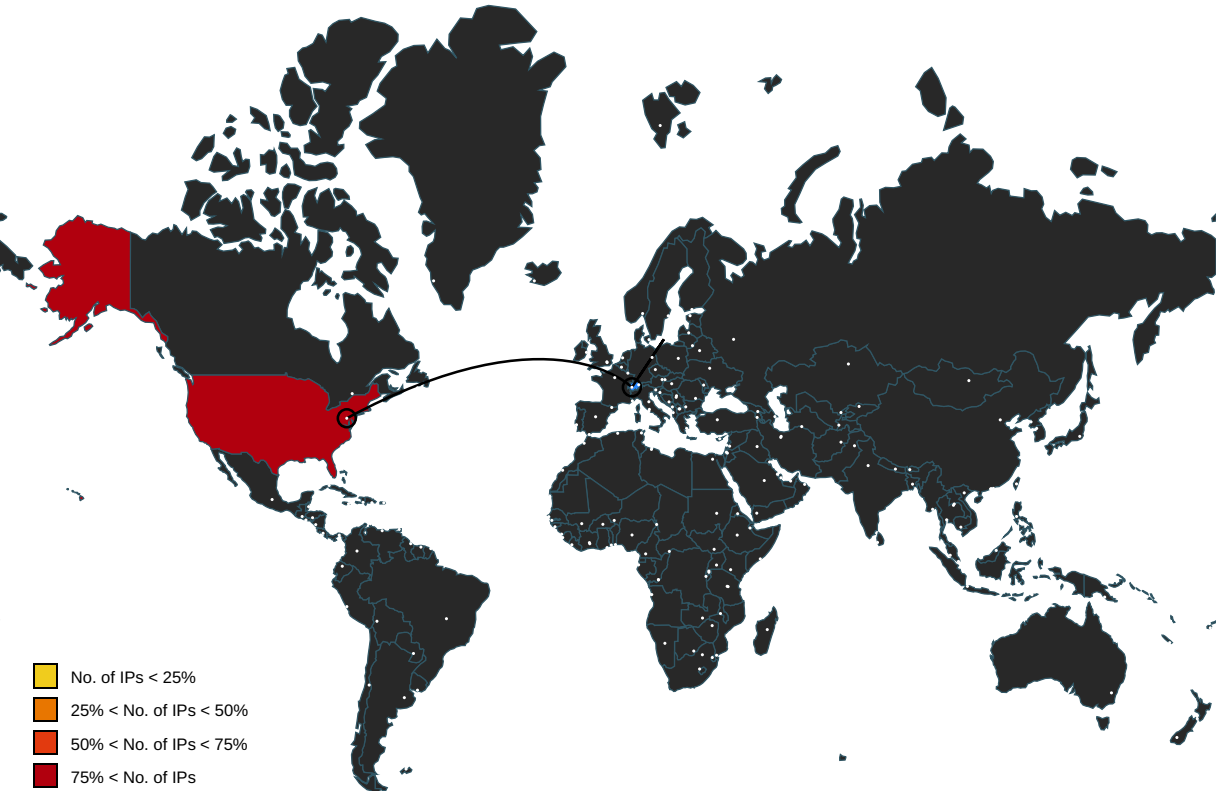 No. of IPs < 25%
25% < No. of IPs < 50%
50% < No. of IPs < 75%
75% < No. of IPs